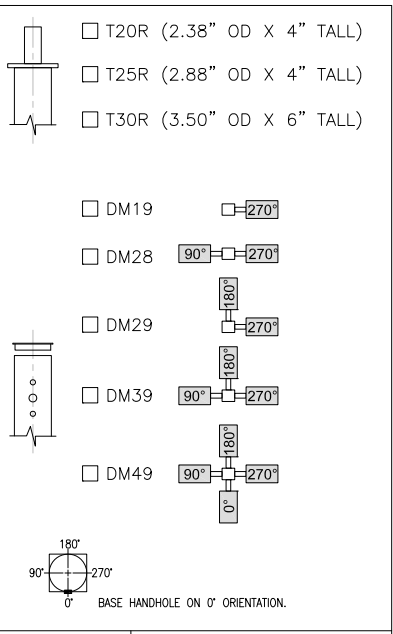 T20R (2.38” OD X 4” TALL)
T25R (2.88” OD X 4” TALL)
T30R (3.50” OD X 6” TALL)
DM19 270°
DM28 90° 270°
180°
DM29 270°
180°
DM39 90° 270°
180°
DM49 90° 270°
0°
180°
90° 270°
0° BASE HANDHOLE ON 0° ORIENTATION.